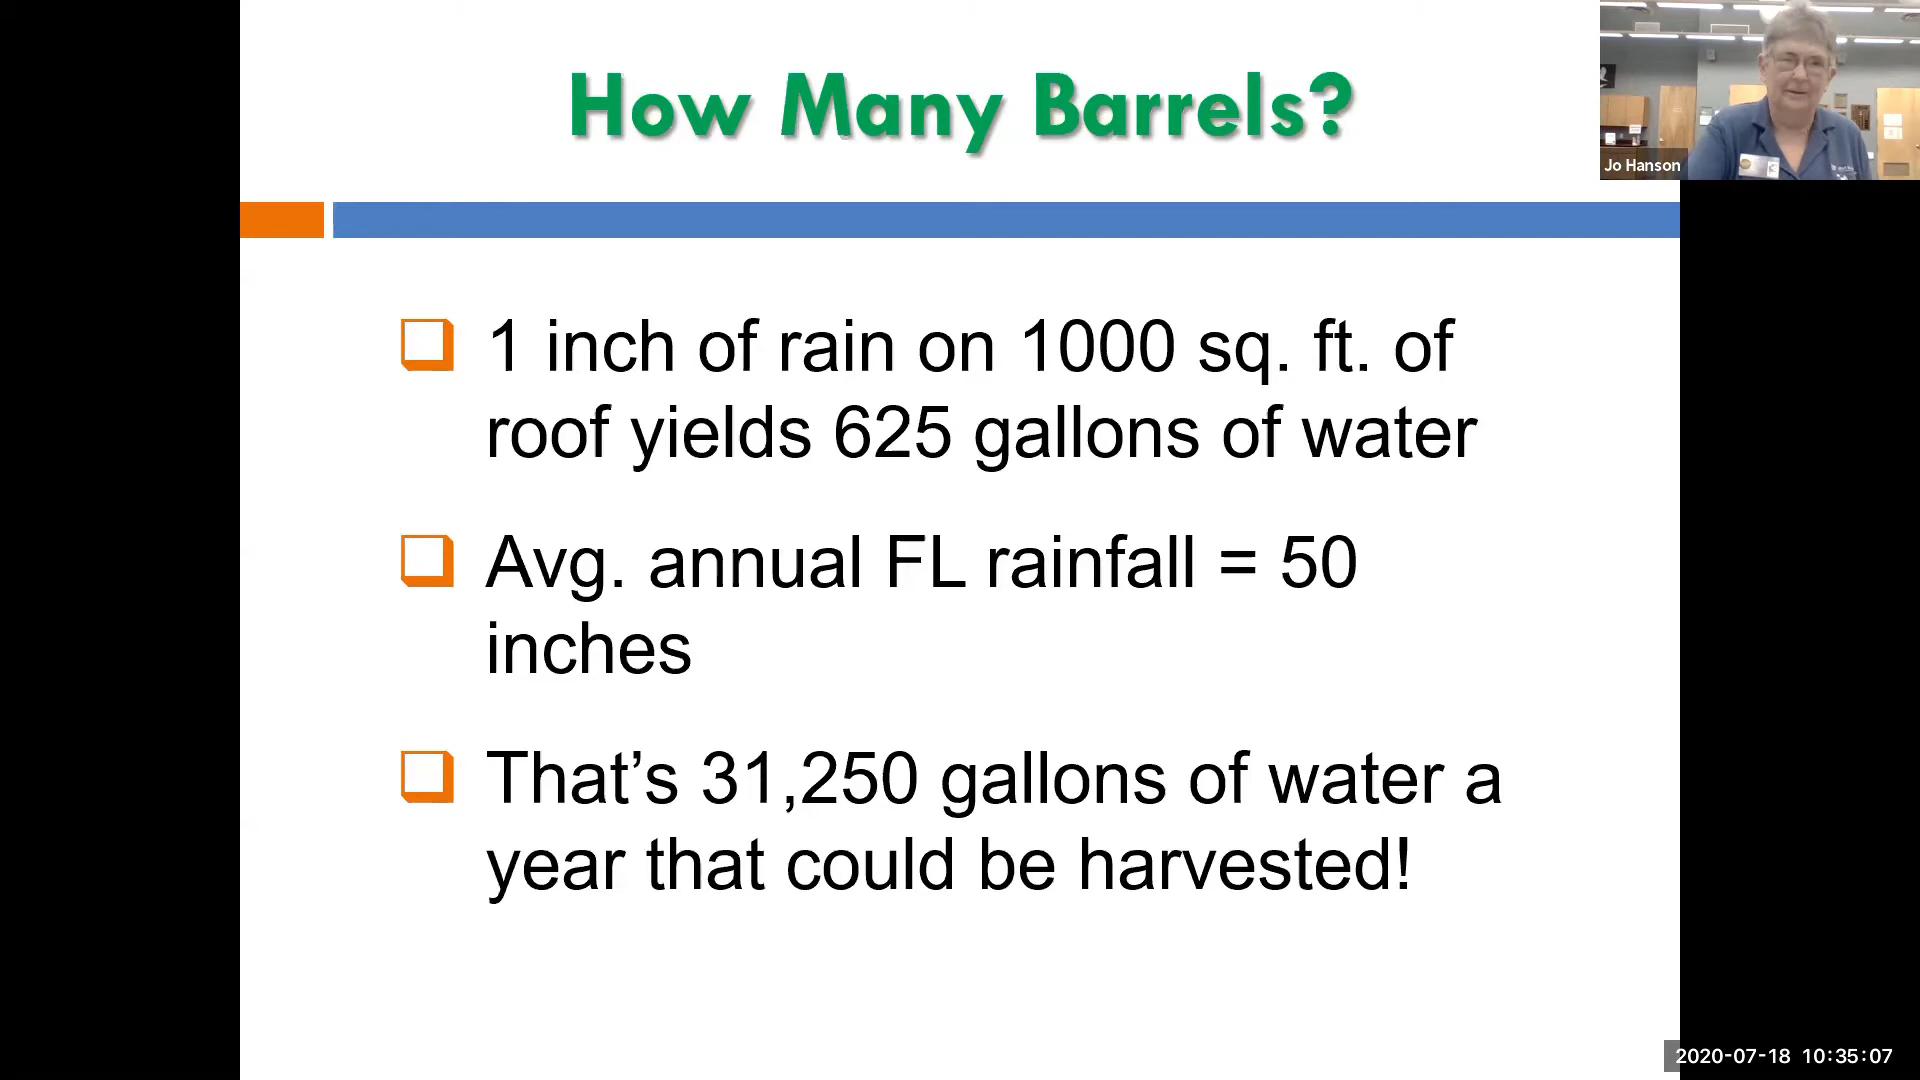 How Many Barrels?
Jo Hanson
1 inch of rain on 1000 sq. ft. of
roof yields 625 gallons of water
Avg. annual FL rainfall = 50
inches
That’s 31,250 gallons of water a
year that could be harvested!
2020-07-18 10:35:07